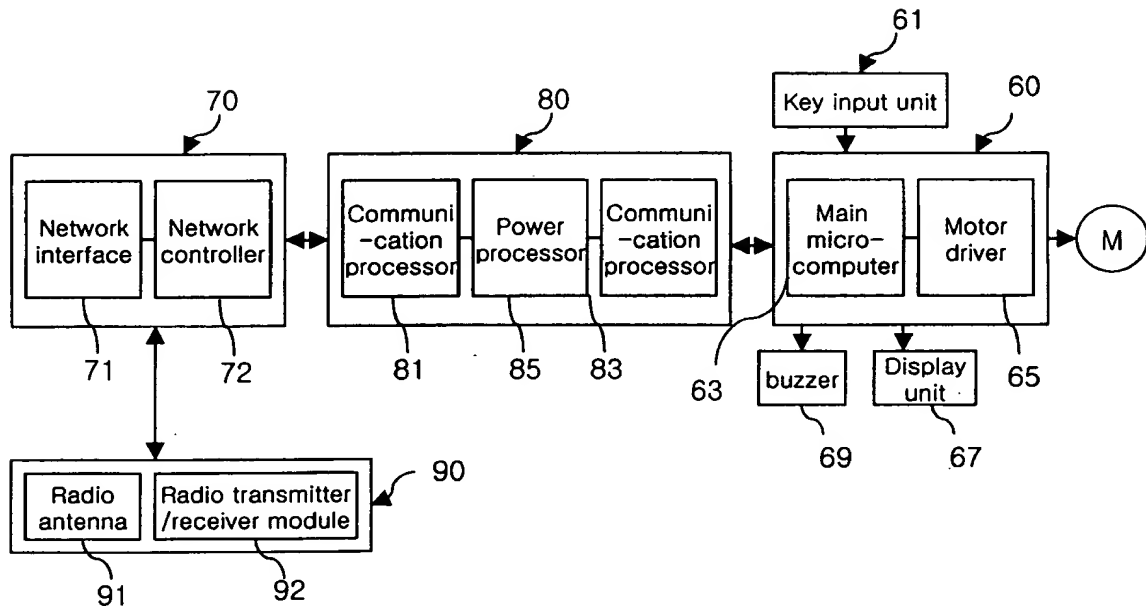 61
70
80
Key input unit
60
Network
interface
Network
controller
Communi
-cation
processor
Power
processor
Communi
-cation
processor
Main
micro-
computer
Motor
driver
M
71
72
81
85
83
63
buzzer
Display
unit
65
69
67
Radio
antenna
Radio transmitter
/receiver module
90
91
92